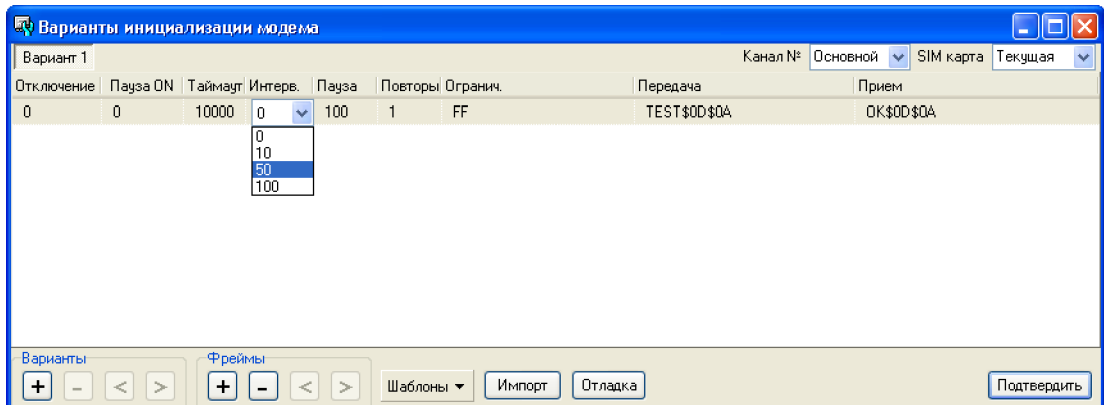 Варианты инициализации модема
Вариант 1 Канал № Основной SIM карта Текущая
Отключение Пауза ON Таймаут Интерв. Пауза Повторы Огранич. Передача Прием
0 0 10000 0 100 1 FF TEST$0D$0A OK$0D$0A
0
10
50
100
Варианты Фреймы
+ - < > + - < > Шаблоны Импорт Отладка Подтвердить